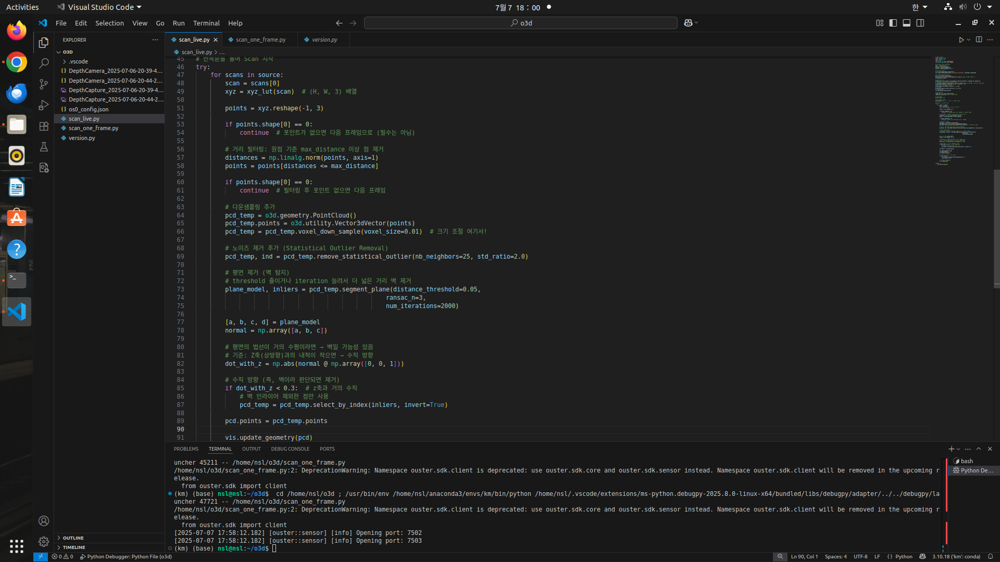 Activities
Visual Studio Code
7월 7 18 : 00
한
File Edit Selection View Go Run Terminal Help
o3d
EXPLORER
O3D
.vscode
DepthCamera_2025-07-06-20-39-4...
DepthCamera_2025-07-06-20-44-2...
DepthCapture_2025-07-06-20-39-4...
DepthCapture_2025-07-06-20-44-2...
os0_config.json
scan_live.py
scan_one_frame.py
version.py
OUTLINE
TIMELINE
scan_live.py
scan_one_frame.py
version.py
scan_live.py > ...
45 # 반복문을 돌며 Scan 시작
46 try:
47 for scans in source:
48 scan = scans[0]
49 xyz = xyz_lut(scan) # (H, W, 3) 배열
50
51 points = xyz.reshape(-1, 3)
52
53 if points.shape[0] == 0:
54 continue # 포인트가 없으면 다음 프레임으로 (필수는 아님)
55
56 # 거리 필터링: 원점 기준 max_distance 이상 점 제거
57 distances = np.linalg.norm(points, axis=1)
58 points = points[distances <= max_distance]
59
60 if points.shape[0] == 0:
61 continue # 필터링 후 포인트 없으면 다음 프레임
62
63 # 다운샘플링 추가
64 pcd_temp = o3d.geometry.PointCloud()
65 pcd_temp.points = o3d.utility.Vector3dVector(points)
66 pcd_temp = pcd_temp.voxel_down_sample(voxel_size=0.01) # 크기 조절 여기서!
67
68 # 노이즈 제거 추가 (Statistical Outlier Removal)
69 pcd_temp, ind = pcd_temp.remove_statistical_outlier(nb_neighbors=25, std_ratio=2.0)
70
71 # 평면 제거 (벽 탐지)
72 # threshold 줄이거나 iteration 늘려서 더 넓은 거리 벽 제거
73 plane_model, inliers = pcd_temp.segment_plane(distance_threshold=0.05,
74 ransac_n=3,
75 num_iterations=2000)
76
77 [a, b, c, d] = plane_model
78 normal = np.array([a, b, c])
79
80 # 평면의 법선이 거의 수평이라면 → 벽일 가능성 있음
81 # 기준: Z축(상방향)과의 내적이 작으면 → 수직 방향
82 dot_with_z = np.abs(normal @ np.array([0, 0, 1]))
83
84 # 수직 방향 (즉, 벽이라 판단되면 제거)
85 if dot_with_z < 0.3: # z축과 거의 수직
86 # 벽 인라이어 제외한 점만 사용
87 pcd_temp = pcd_temp.select_by_index(inliers, invert=True)
88
89 pcd.points = pcd_temp.points
90
91 vis.update_geometry(pcd)
PROBLEMS TERMINAL OUTPUT DEBUG CONSOLE PORTS
uncher 45211 -- /home/nsl/o3d/scan_one_frame.py
/home/nsl/o3d/scan_one_frame.py:2: DeprecationWarning: Namespace ouster.sdk.client is deprecated: use ouster.sdk.core and ouster.sdk.sensor instead. Namespace ouster.sdk.client will be removed in the upcoming r
elease.
from ouster.sdk import client
(km) (base) nsl@nsl:~/o3d$ cd /home/nsl/o3d ; /usr/bin/env /home/nsl/anaconda3/envs/km/bin/python /home/nsl/.vscode/extensions/ms-python.debugpy-2025.8.0-linux-x64/bundled/libs/debugpy/adapter/../../debugpy/la
uncher 47721 -- /home/nsl/o3d/scan_one_frame.py
/home/nsl/o3d/scan_one_frame.py:2: DeprecationWarning: Namespace ouster.sdk.client is deprecated: use ouster.sdk.core and ouster.sdk.sensor instead. Namespace ouster.sdk.client will be removed in the upcoming r
elease.
from ouster.sdk import client
[2025-07-07 17:58:12.182] [ouster::sensor] [info] Opening port: 7502
[2025-07-07 17:58:12.182] [ouster::sensor] [info] Opening port: 7503
(km) (base) nsl@nsl:~/o3d$
bash
Python De...
0 0 Python Debugger: Python File (o3d)
Ln 90, Col 1 Spaces: 4 UTF-8 LF {} Python 3.10.18 ('km': conda)